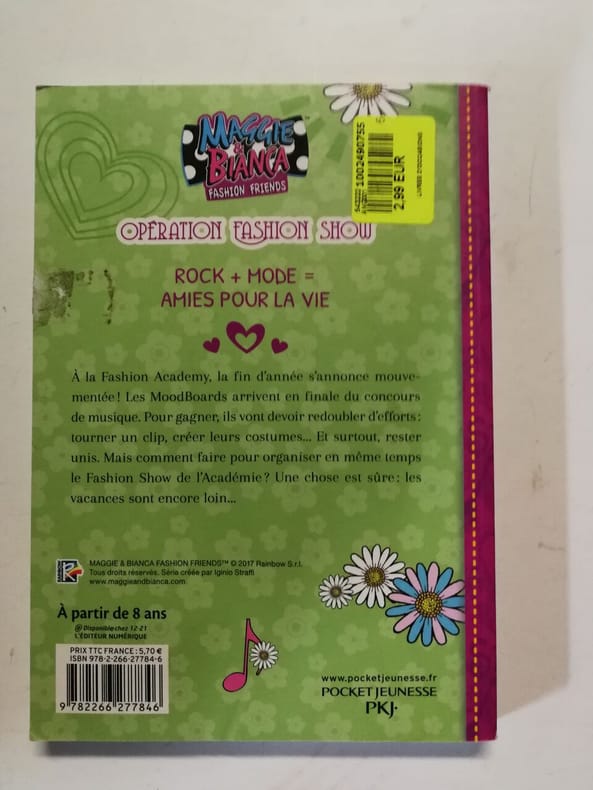 MAGGIE
&
BIANCA
FASHION FRIENDS
1002490755
2.99 EUR
LIVRES D'OCCASIONS
OPÉRATION FASHION SHOW
ROCK + MODE =
AMIES POUR LA VIE
À la Fashion Academy, la fin d'année s'annonce mouve-
mentée ! Les MoodBoards arrivent en finale du concours
de musique. Pour gagner, ils vont devoir redoubler d'efforts :
tourner un clip, créer leurs costumes... Et surtout, rester
unis. Mais comment faire pour organiser en même temps
le Fashion Show de l'Académie ? Une chose est sûre : les
vacances sont encore loin...
MAGGIE & BIANCA FASHION FRIENDS™ © 2017 Rainbow S.r.l.
Tous droits réservés. Série créée par Iginio Straffi
www.maggieandbianca.com
À partir de 8 ans
@ Disponible chez 12-21
L'ÉDITEUR NUMÉRIQUE
PRIX TTC FRANCE : 5,70 €
ISBN 978-2-266-27784-6
9 782266 277846
www.pocketjeunesse.fr
POCKET JEUNESSE
PKJ·